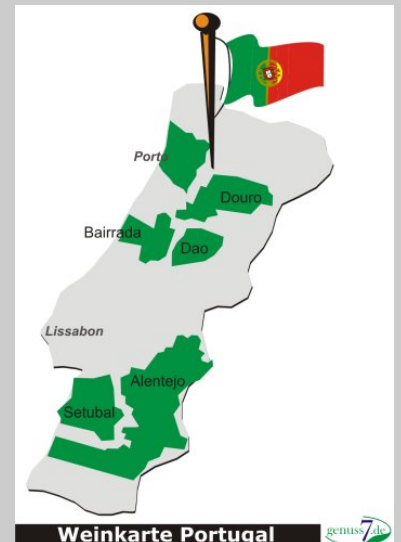 Porto
Douro
Bairrada
Dao
Lissabon
Alentejo
Setubal
Weinkarte Portugal
genuss7.de